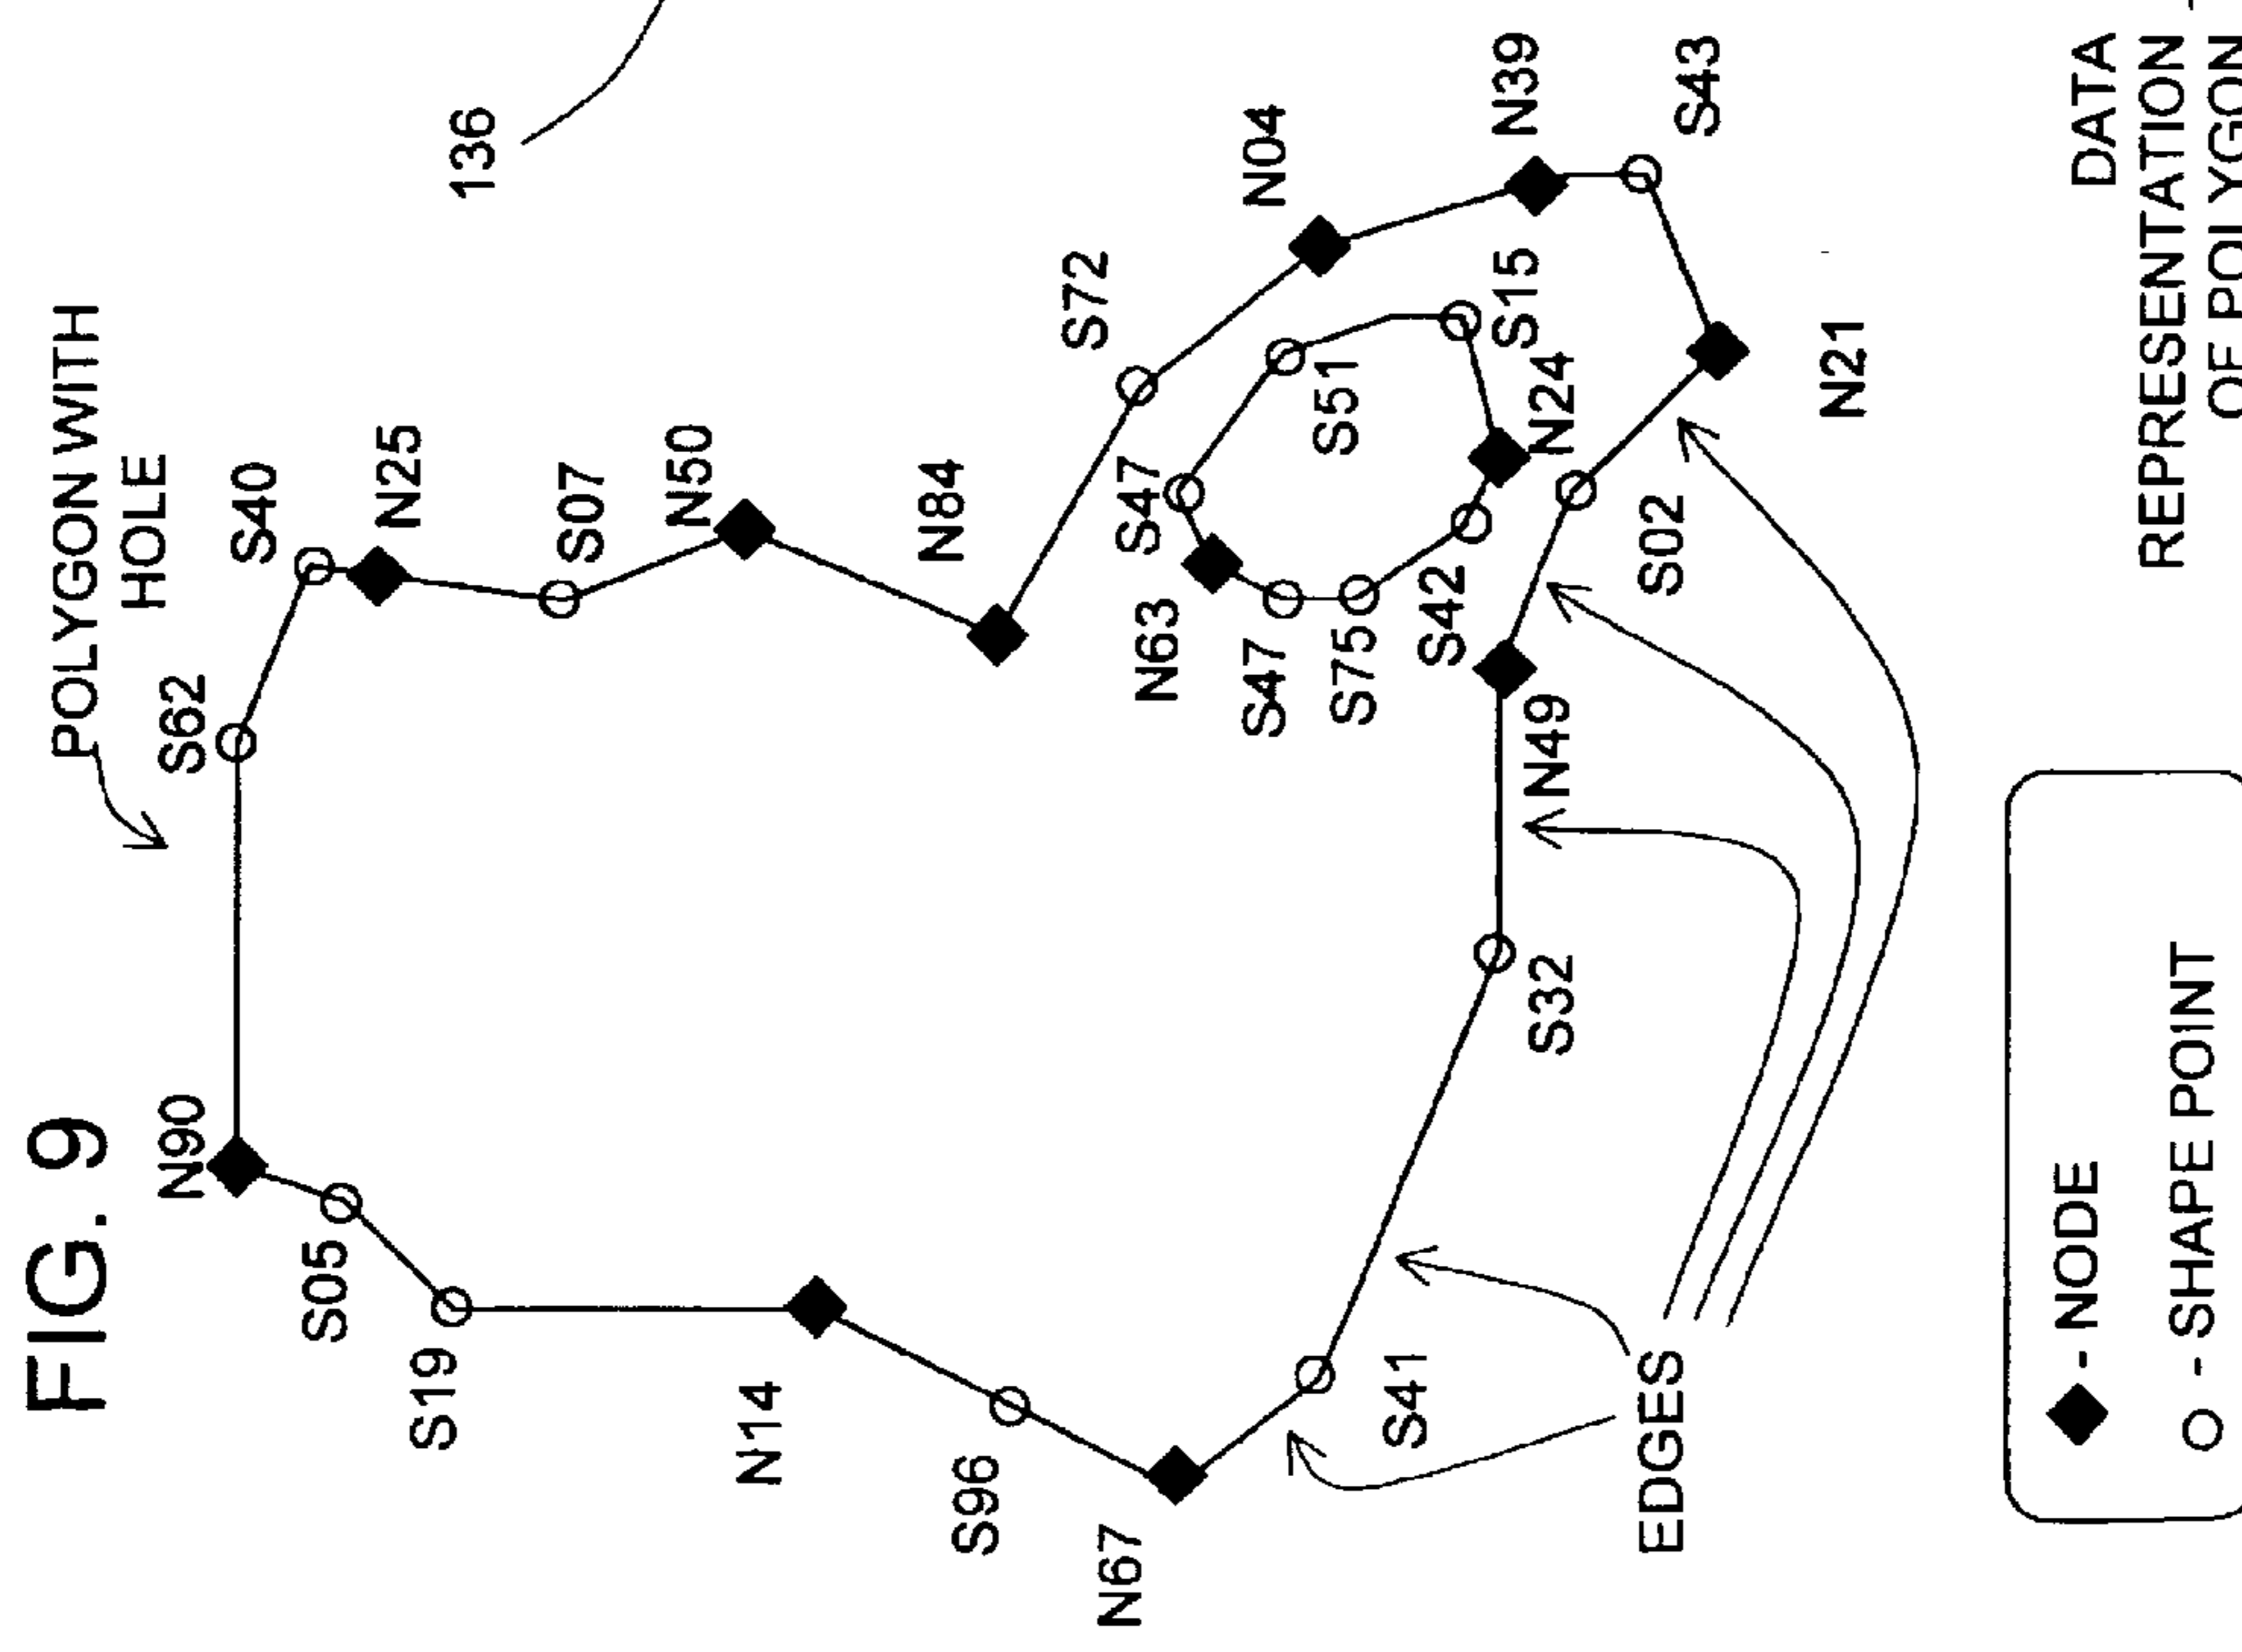 FIG. 9
POLYGON WITH
HOLE
136
N90
S62
S40
N25
S07
N50
N84
S72
N04
N39
S43
N21
S02
N49
S32
S41
N67
S96
N14
S19
S05
S47
S51
S15
N24
S42
S75
S47
N63
EDGES
- NODE
- SHAPE POINT
DATA
REPRESENTATION
OF POLYGON